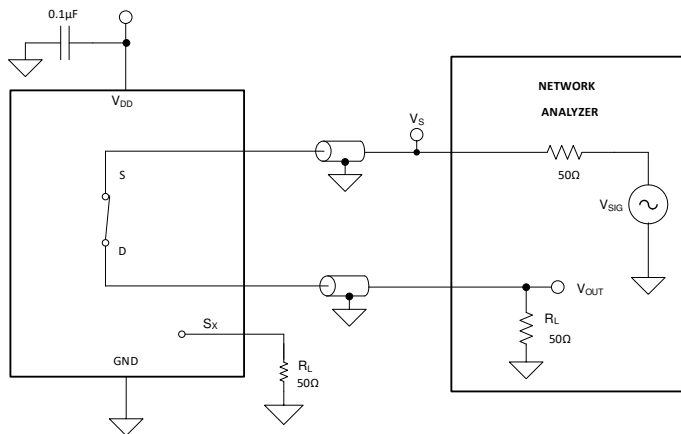 0.1µF
VDD
NETWORK
ANALYZER
VS
S
50Ω
VSIG
D
VOUT
SX
RL
50Ω
GND
RL
50Ω